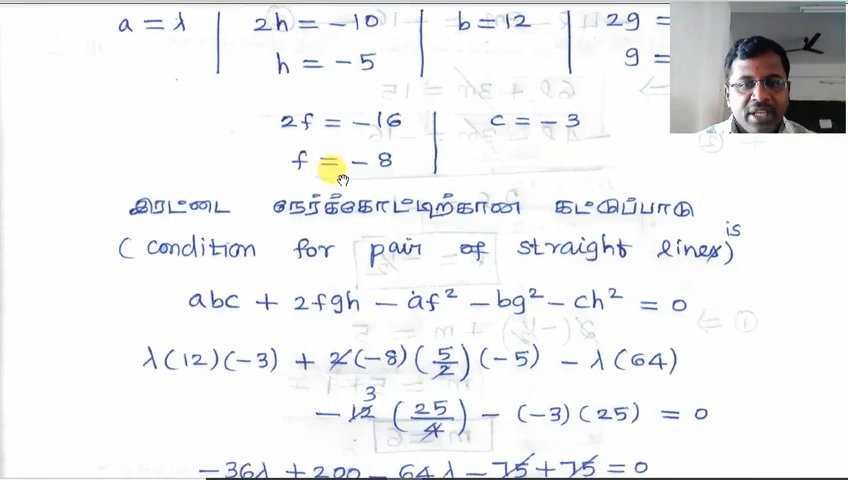 a = λ | 2h = -10 | b = 12 | 2g =
h = -5 | g =
2f = -16 | c = -3
f = -8
இரட்டை நேர்க்கோட்டிற்கான கட்டுப்பாடு
(condition for pair of straight lines) is
abc + 2fgh - af² - bg² - ch² = 0
λ(12)(-3) + 2(-8)(5/2)(-5) - λ(64)
- 12 3 (25/4) - (-3)(25) = 0
-36λ + 200 - 64λ - 75 + 75 = 0